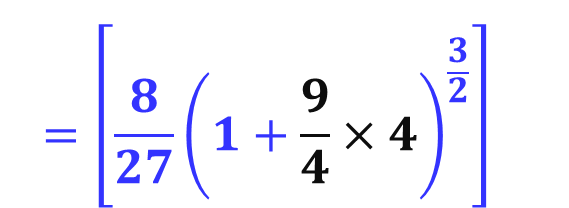 = [ 8/27 ( 1 + 9/4 × 4 )^(3/2) ]